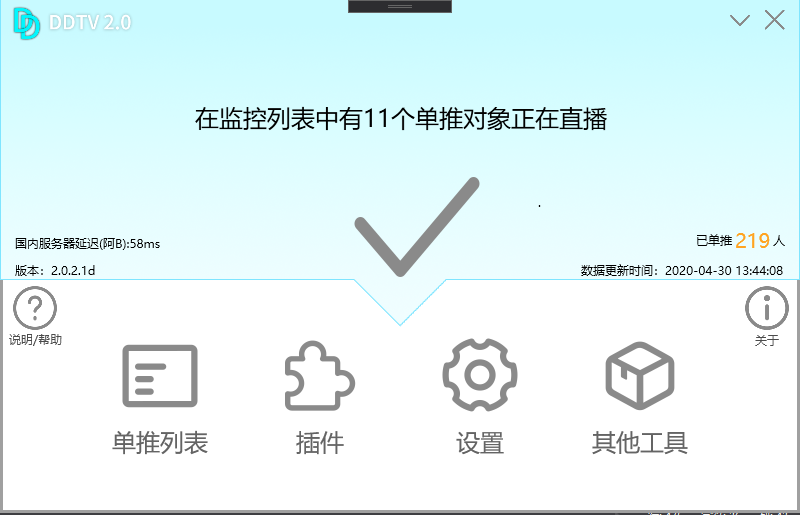 DDTV 2.0
在监控列表中有11个单推对象正在直播
国内服务器延迟(阿B):58ms
已单推 219 人
版本：2.0.2.1d
数据更新时间：2020-04-30 13:44:08
说明/帮助
关于
单推列表
插件
设置
其他工具